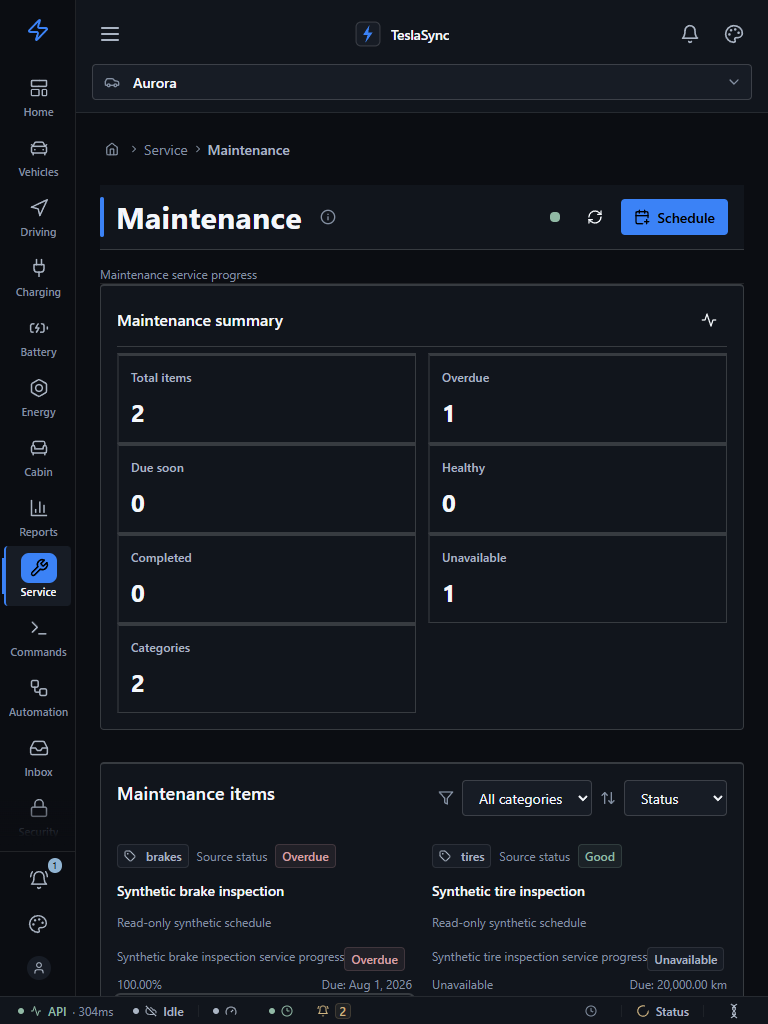 TeslaSync
Aurora
Home
Vehicles
Driving
Charging
Battery
Energy
Cabin
Reports
Service
Commands
Automation
Inbox
Security
1
Service
Maintenance
Maintenance
Schedule
Maintenance service progress
Maintenance summary
Total items
2
Overdue
1
Due soon
0
Healthy
0
Completed
0
Unavailable
1
Categories
2
Maintenance items
All categories
Status
brakes Source status Overdue
Synthetic brake inspection
Read-only synthetic schedule
Synthetic brake inspection service progress Overdue
100.00% Due: Aug 1, 2026
tires Source status Good
Synthetic tire inspection
Read-only synthetic schedule
Synthetic tire inspection service progress Unavailable
Unavailable Due: 20,000.00 km
API · 304ms Idle 2 Status